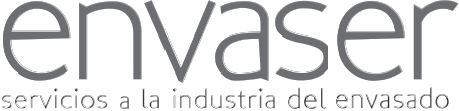 envaser
servicios a la industria del envasado